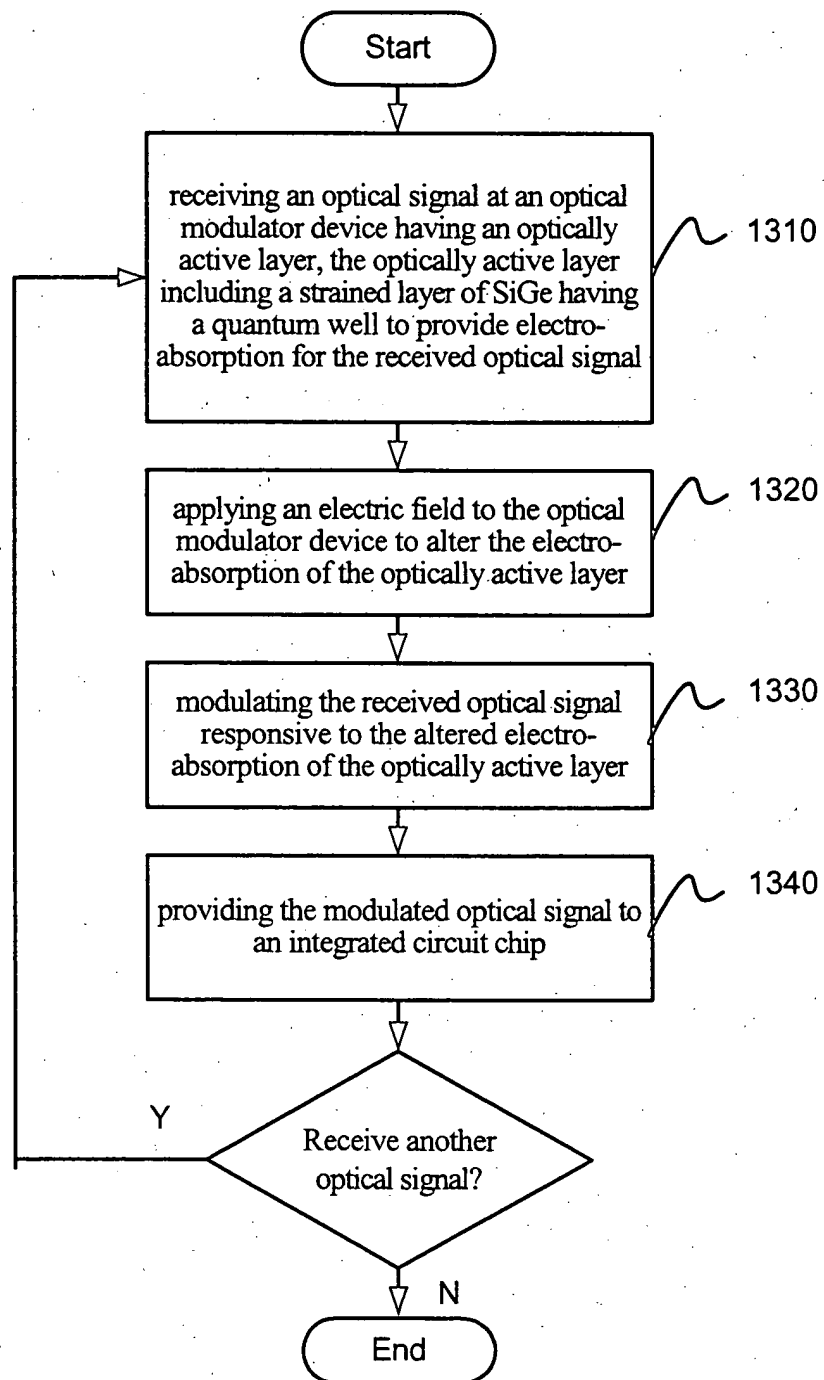 Start
receiving an optical signal at an optical
modulator device having an optically
active layer, the optically active layer
including a strained layer of SiGe having
a quantum well to provide electro-
absorption for the received optical signal
1310
applying an electric field to the optical
modulator device to alter the electro-
absorption of the optically active layer
1320
modulating the received optical signal
responsive to the altered electro-
absorption of the optically active layer
1330
providing the modulated optical signal to
an integrated circuit chip
1340
Y
Receive another
optical signal?
N
End